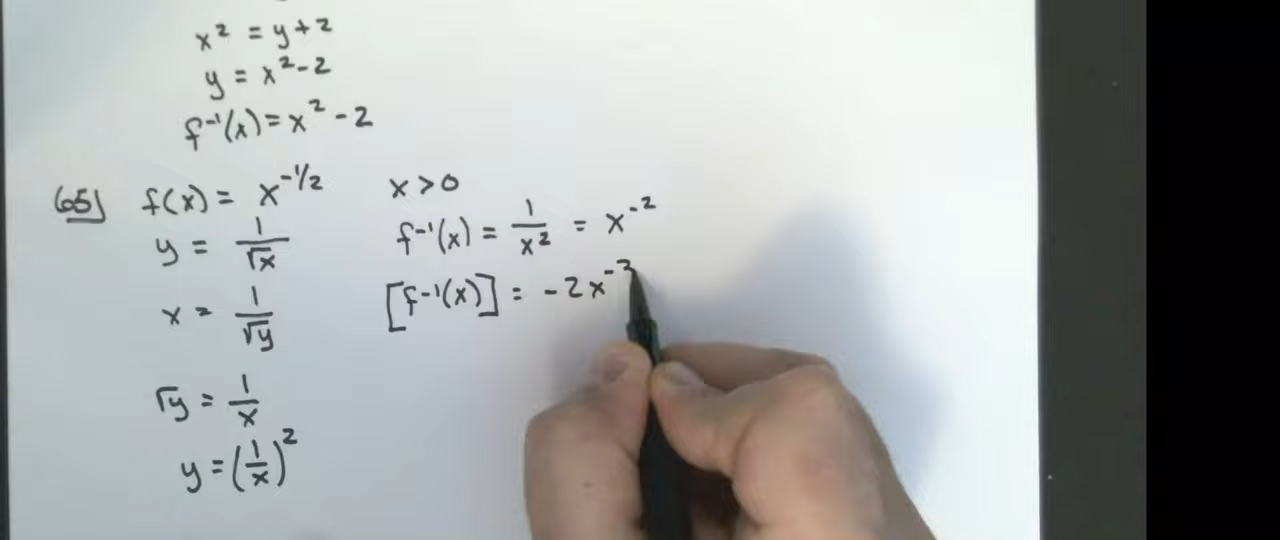 x² = y+2
y = x²-2
f⁻¹(x) = x² - 2
65) f(x) = x^-1/2
y = 1/√x
x = 1/√y
√y = 1/x
y = (1/x)²
x > 0
f⁻¹(x) = 1/x² = x⁻²
[f⁻¹(x)] = -2x⁻³